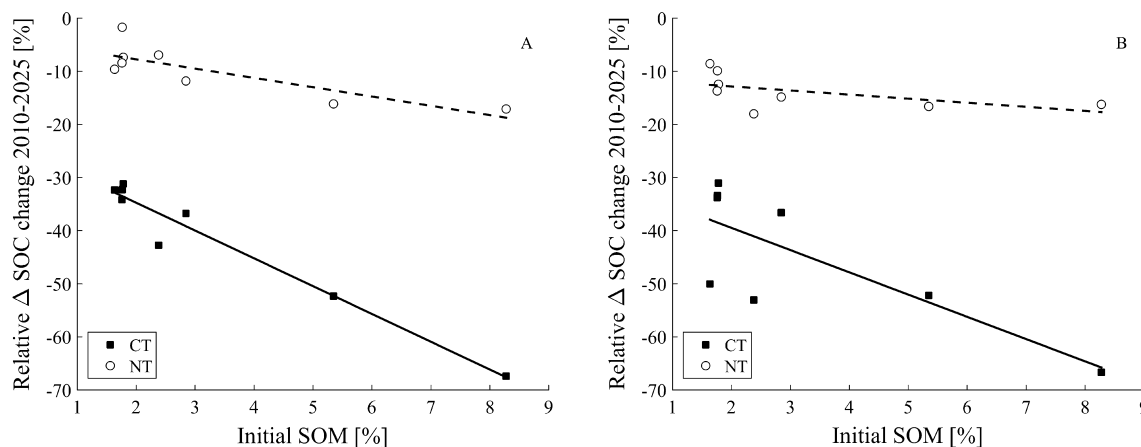 Relative Δ SOC change 2010-2025 [%]
0
-10
-20
-30
-40
-50
-60
-70
A
CT
NT
1 2 3 4 5 6 7 8 9
Initial SOM [%]
Relative Δ SOC change 2010-2025 [%]
0
-10
-20
-30
-40
-50
-60
-70
B
CT
NT
1 2 3 4 5 6 7 8 9
Initial SOM [%]